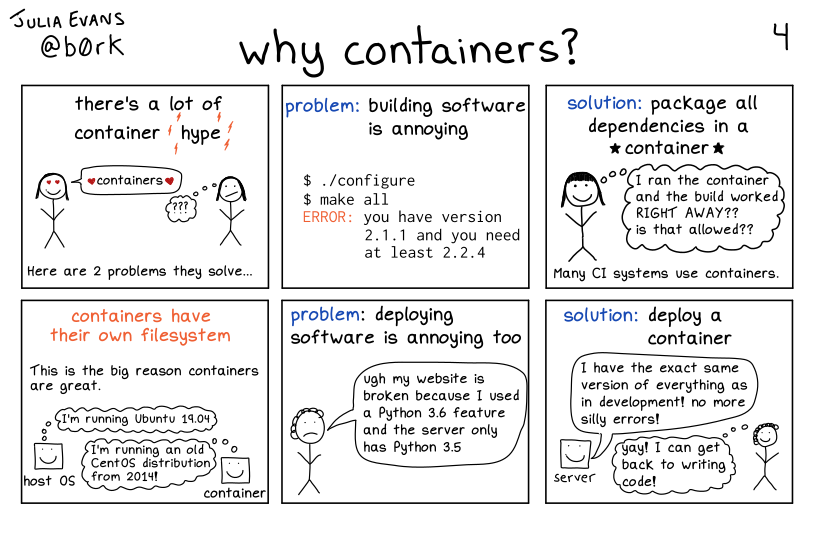 JULIA EVANS
@b0rk
why containers?
4
there's a lot of
container hype
♥containers♥
???
Here are 2 problems they solve...
problem: building software
is annoying
$ ./configure
$ make all
ERROR: you have version
2.1.1 and you need
at least 2.2.4
solution: package all
dependencies in a
★container★
I ran the container
and the build worked
RIGHT AWAY??
is that allowed??
Many CI systems use containers.
containers have
their own filesystem
This is the big reason containers
are great.
I'm running Ubuntu 19.04
host OS
I'm running an old
CentOS distribution
from 2014!
container
problem: deploying
software is annoying too
ugh my website is
broken because I used
a Python 3.6 feature
and the server only
has Python 3.5
solution: deploy a
container
I have the exact same
version of everything as
in development! no more
silly errors!
server
yay! I can get
back to writing
code!